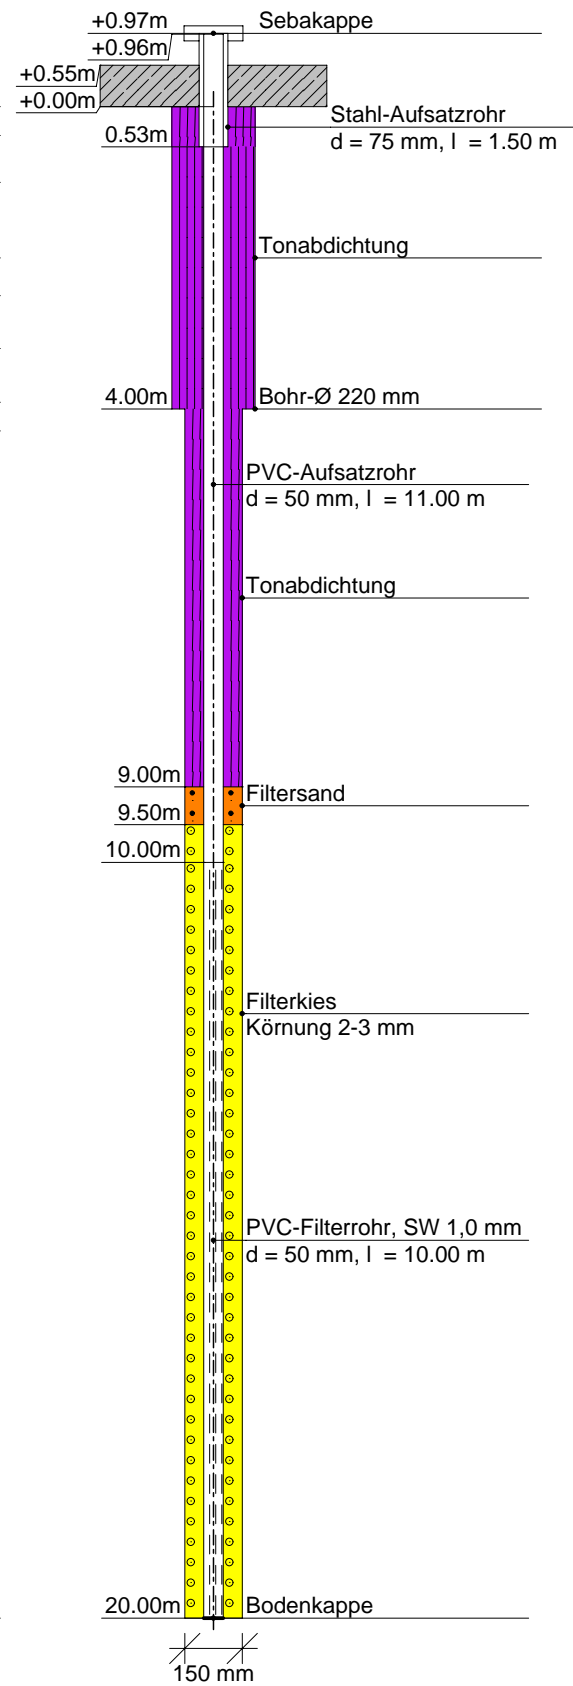 +0.97m
Sebakappe
+0.96m
+0.55m
+0.00m
Stahl-Aufsatzrohr
d = 75 mm, l = 1.50 m
0.53m
Tonabdichtung
4.00m
Bohr-Ø 220 mm
PVC-Aufsatzrohr
d = 50 mm, l = 11.00 m
Tonabdichtung
9.00m
Filtersand
9.50m
10.00m
Filterkies
Körnung 2-3 mm
PVC-Filterrohr, SW 1,0 mm
d = 50 mm, l = 10.00 m
20.00m
Bodenkappe
150 mm